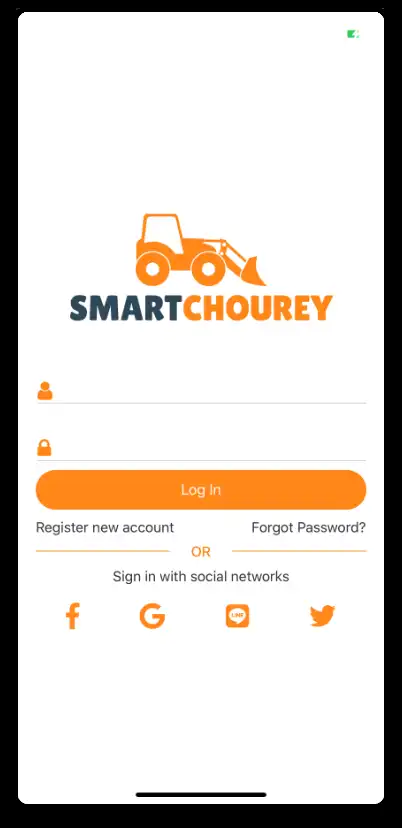 SMARTCHOUREY
Log In
Register new account
Forgot Password?
OR
Sign in with social networks
LINE